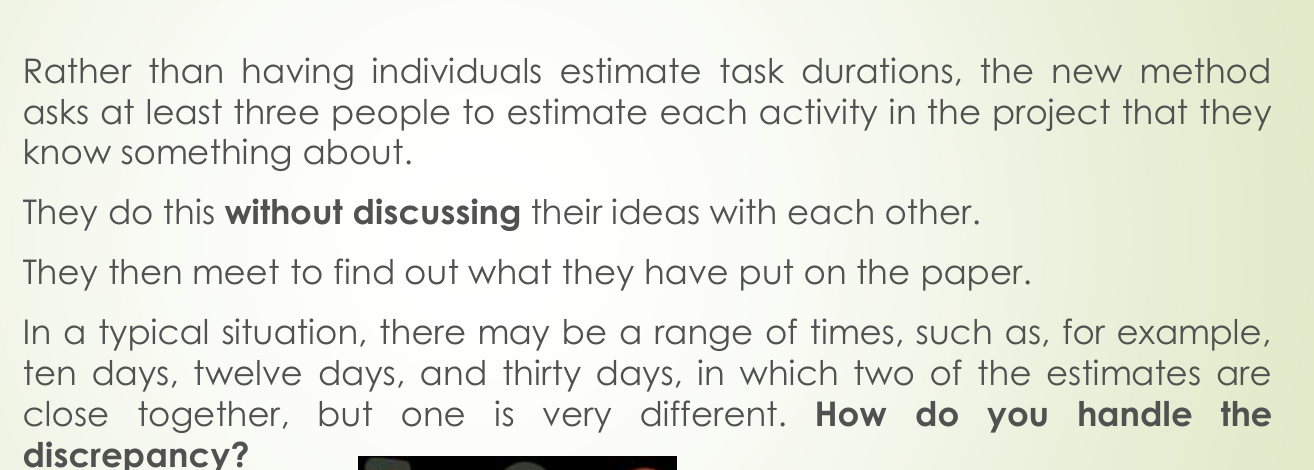 Rather than having individuals estimate task durations, the new method
asks at least three people to estimate each activity in the project that they
know something about.
They do this without discussing their ideas with each other.
They then meet to find out what they have put on the paper.
In a typical situation, there may be a range of times, such as, for example,
ten days, twelve days, and thirty days, in which two of the estimates are
close together, but one is very different. How do you handle the
discrepancy?